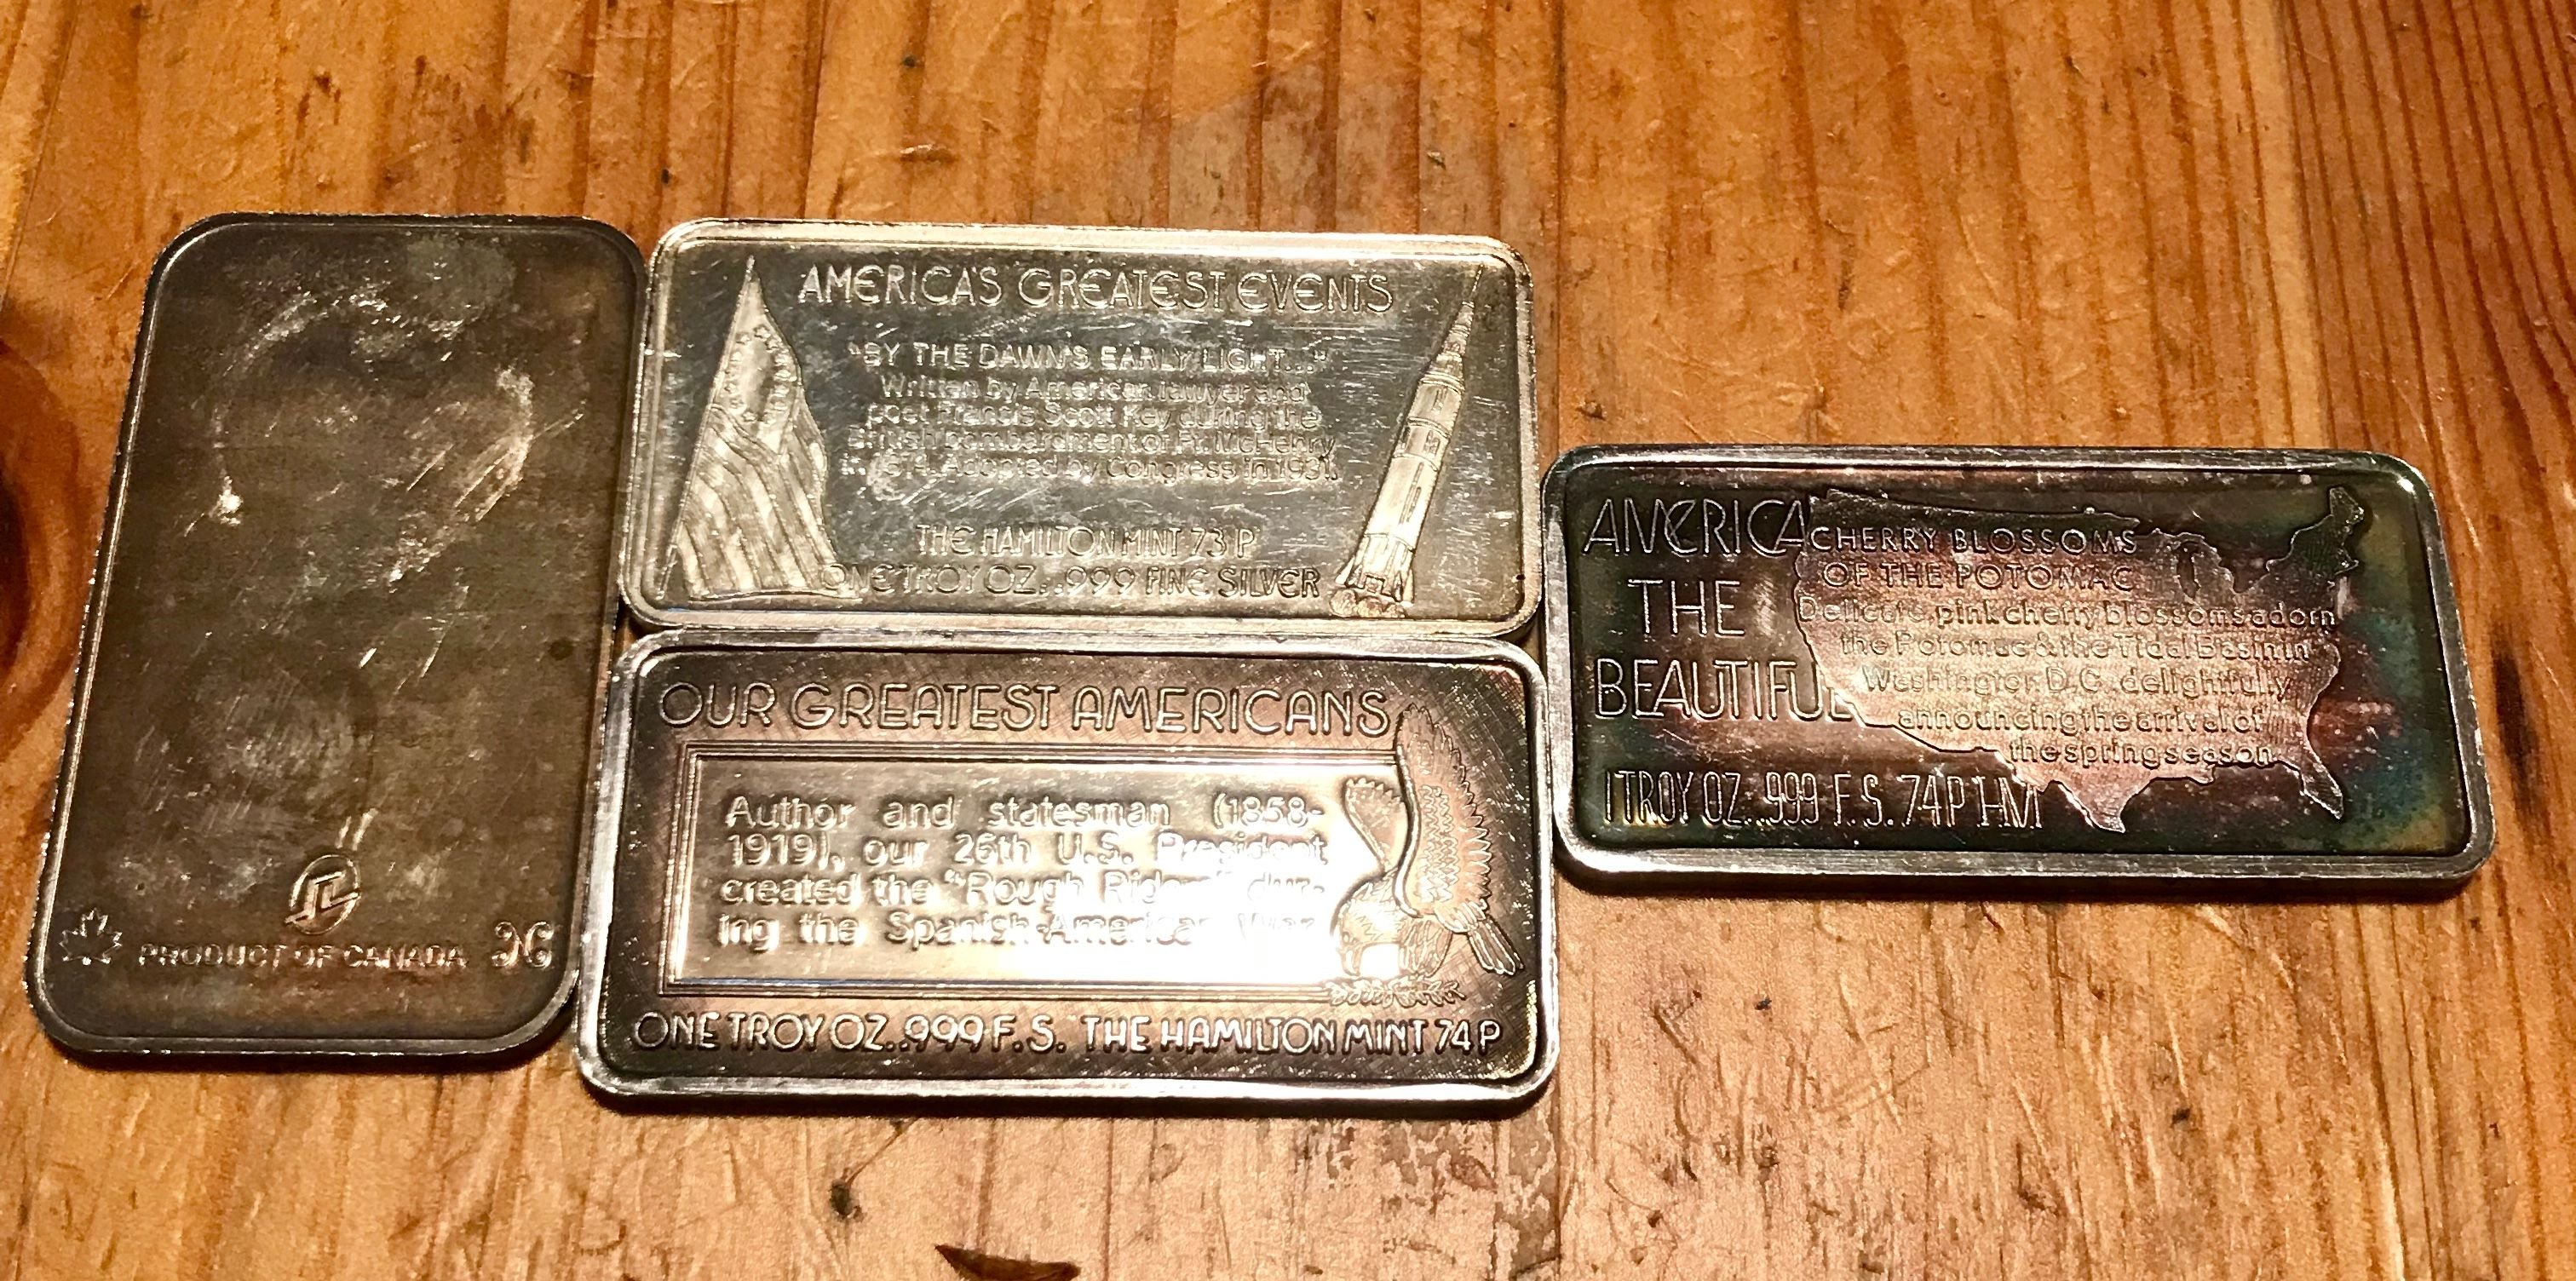 PRODUCT OF CANADA
AMERICA'S GREATEST EVENTS
"BY THE DAWN'S EARLY LIGHT..."
Written by American lawyer and
poet Francis Scott Key during the
British bombardment of Ft. McHenry
in 1814. Adopted by Congress in 1931.
THE HAMILTON MINT 73 P
ONE TROY OZ. .999 FINE SILVER
OUR GREATEST AMERICANS
Author and statesman (1858-
1919), our 26th U.S. President
created the "Rough Riders" dur-
ing the Spanish-American War.
ONE TROY OZ. .999 F.S. THE HAMILTON MINT 74 P
AMERICA
THE
BEAUTIFUL
CHERRY BLOSSOMS
OF THE POTOMAC
Delicate, pink cherry blossoms adorn
the Potomac & the Tidal Basin in
Washington D.C. delightfully
announcing the arrival of
the spring season
1 TROY OZ. .999 F.S. 74P HM